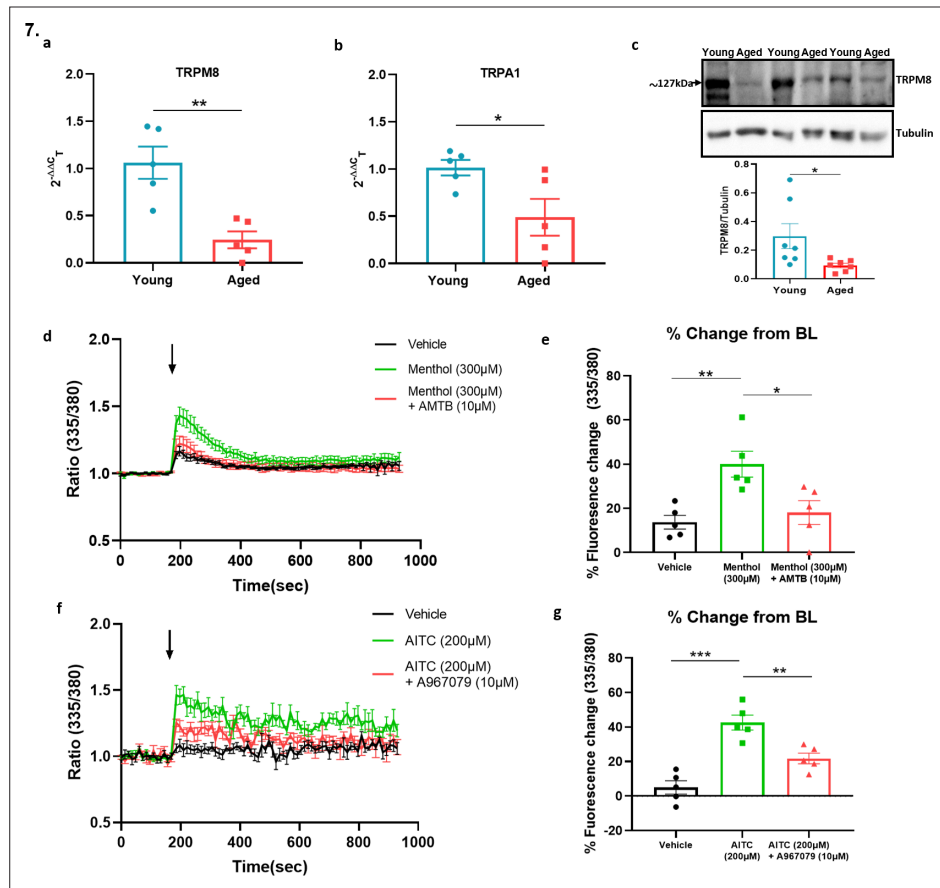 7.
a
TRPM8
2^-ΔΔC_T
2.0
1.5
1.0
0.5
0.0
**
Young
Aged
b
TRPA1
2^-ΔΔC_T
2.0
1.5
1.0
0.5
0.0
*
Young
Aged
c
Young Aged Young Aged Young Aged
~127kDa
TRPM8
Tubulin
TRPM8/Tubulin
0.8
0.6
0.4
0.2
0.0
*
Young
Aged
d
Ratio (335/380)
2.0
1.5
1.0
0.5
0 200 400 600 800 1000
Time(sec)
Vehicle
Menthol (300µM)
Menthol (300µM)
+ AMTB (10µM)
e
% Change from BL
% Fluoresence change (335/380)
80
60
40
20
0
**
*
Vehicle
Menthol
(300µM)
Menthol (300µM)
+ AMTB (10µM)
f
Ratio (335/380)
2.0
1.5
1.0
0.5
0 200 400 600 800 1000
Time(sec)
Vehicle
AITC (200µM)
AITC (200µM)
+ A967079 (10µM)
g
% Change from BL
% Fluorescence change (335/380)
80
60
40
20
0
-20
***
**
Vehicle
AITC
(200µM)
AITC (200µM)
+ A967079 (10µM)